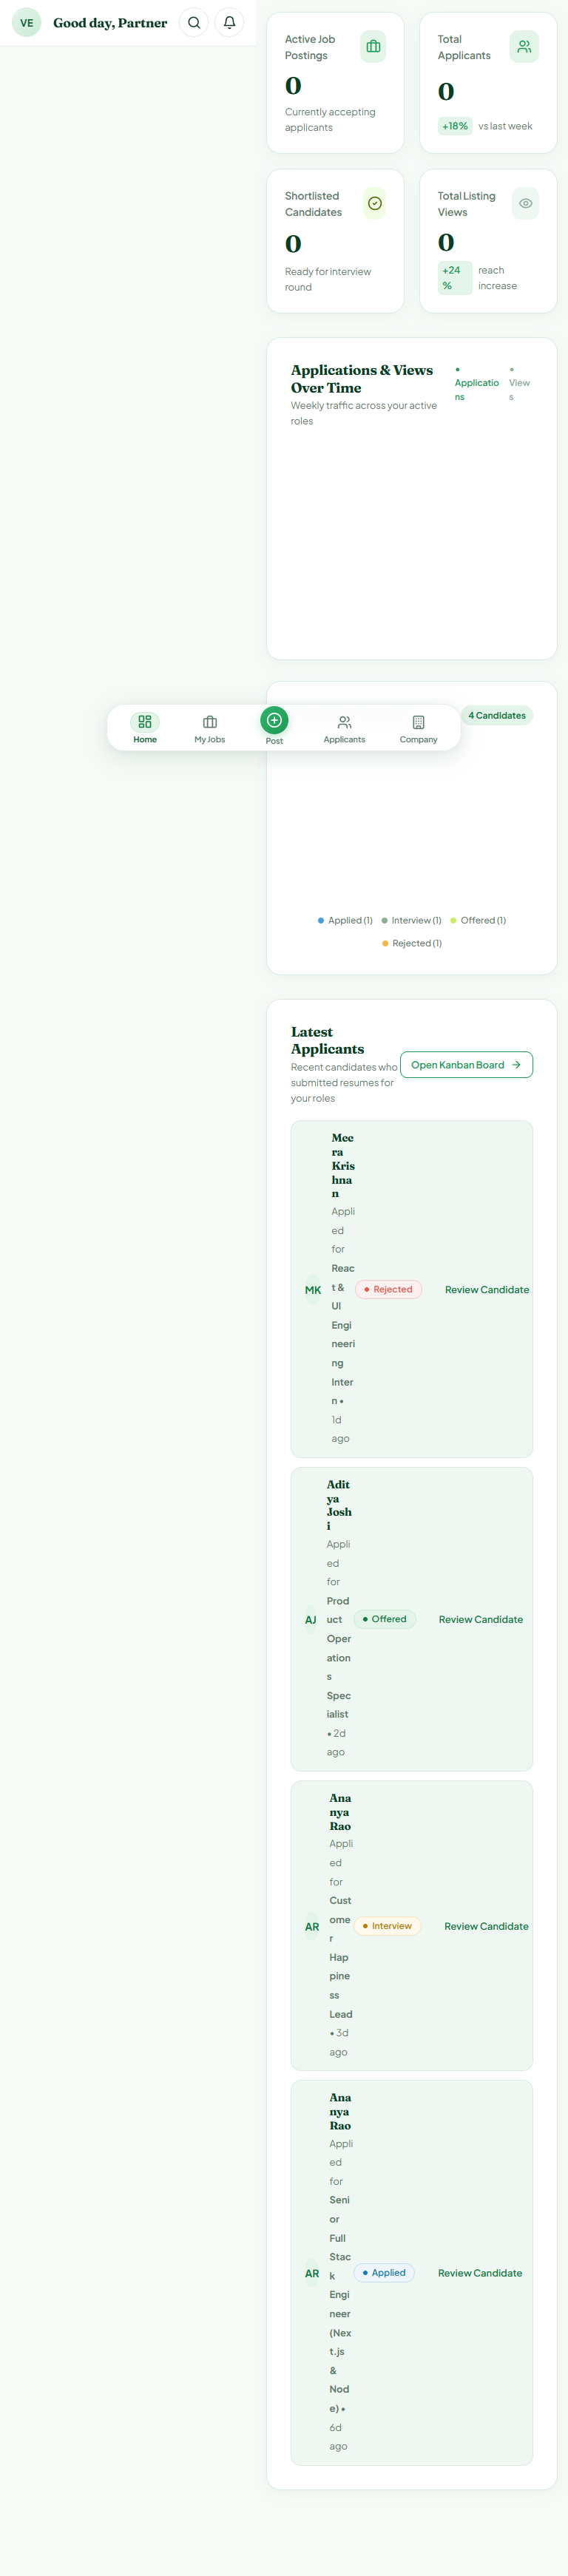 VE
Good day, Partner
Active Job
Postings
0
Currently accepting
applicants
Total
Applicants
0
+18%
vs last week
Shortlisted
Candidates
0
Ready for interview
round
Total Listing
Views
0
+24
%
reach
increase
Applications & Views
Over Time
Weekly traffic across your active
roles
•
Applicatio
ns
•
View
s
4 Candidates
Home
My Jobs
Post
Applicants
Company
Applied (1)
Interview (1)
Offered (1)
Rejected (1)
Latest
Applicants
Recent candidates who
submitted resumes for
your roles
Open Kanban Board
MK
Mee
ra
Kris
hna
n
Appli
ed
for
Reac
t &
UI
Engi
neeri
ng
Inter
n •
1d
ago
Rejected
Review Candidate
AJ
Adit
ya
Josh
i
Appli
ed
for
Prod
uct
Oper
ation
s
Spec
ialist
• 2d
ago
Offered
Review Candidate
AR
Ana
nya
Rao
Appli
ed
for
Cust
ome
r
Hap
pine
ss
Lead
• 3d
ago
Interview
Review Candidate
AR
Ana
nya
Rao
Appli
ed
for
Seni
or
Full
Stac
k
Engi
neer
(Nex
t.js
&
Nod
e) •
6d
ago
Applied
Review Candidate